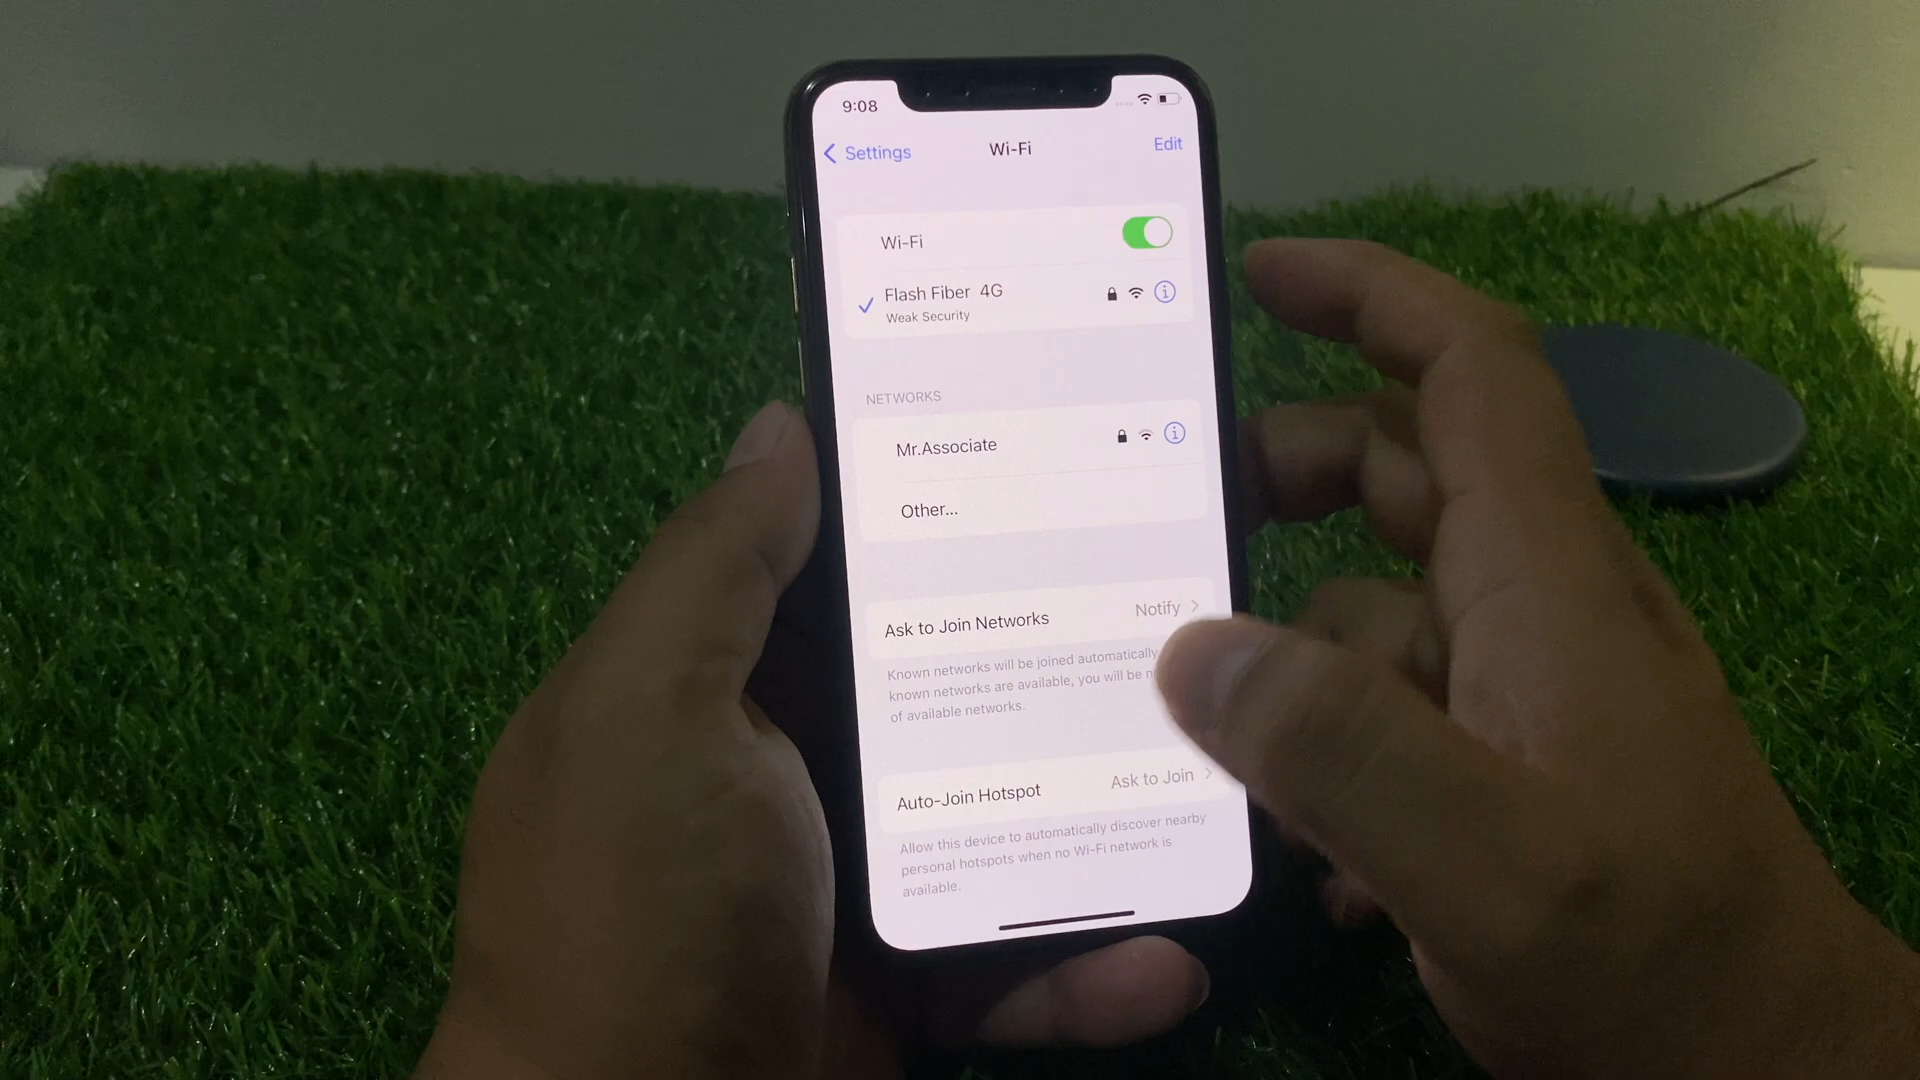 9:08
Settings
Wi-Fi
Edit
Wi-Fi
Flash Fiber 4G
Weak Security
NETWORKS
Mr.Associate
Other...
Ask to Join Networks
Notify
Known networks will be joined automatically
known networks are available, you will be
of available networks.
Auto-Join Hotspot
Ask to Join
Allow this device to automatically discover nearby
personal hotspots when no Wi-Fi network is
available.